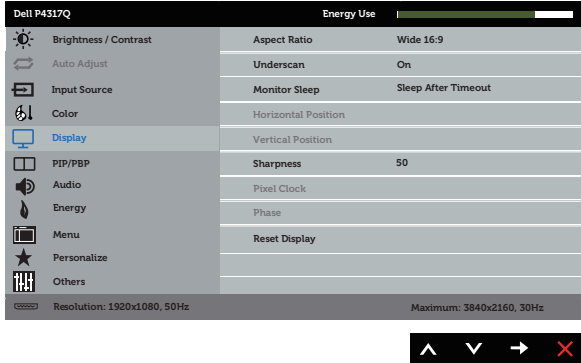 Dell P4317Q Energy Use
Brightness / Contrast Aspect Ratio Wide 16:9
Auto Adjust Underscan On
Input Source Monitor Sleep Sleep After Timeout
Color Horizontal Position
Display Vertical Position
PIP/PBP Sharpness 50
Audio Pixel Clock
Energy Phase
Menu Reset Display
Personalize
Others
Resolution: 1920x1080, 50Hz Maximum: 3840x2160, 30Hz